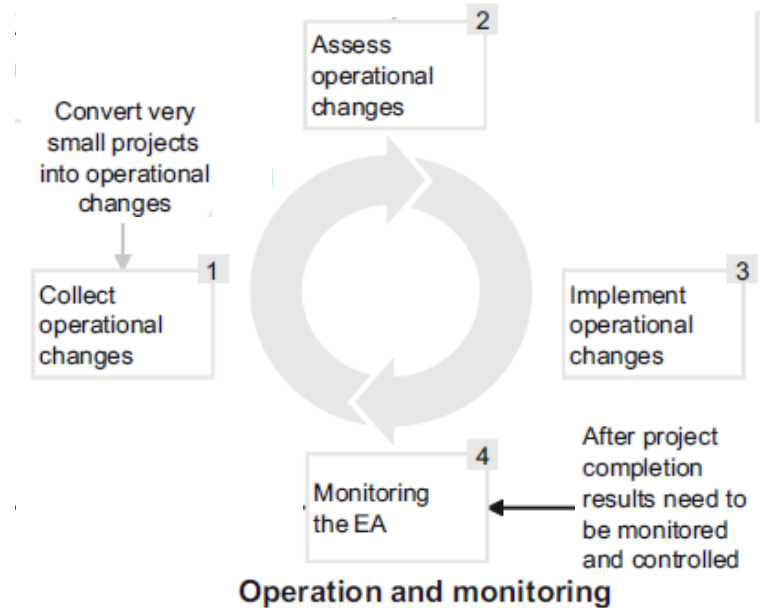 2
Assess
operational
changes
Convert very
small projects
into operational
changes
1
Collect
operational
changes
3
Implement
operational
changes
4
Monitoring
the EA
After project
completion
results need to
be monitored
and controlled
Operation and monitoring